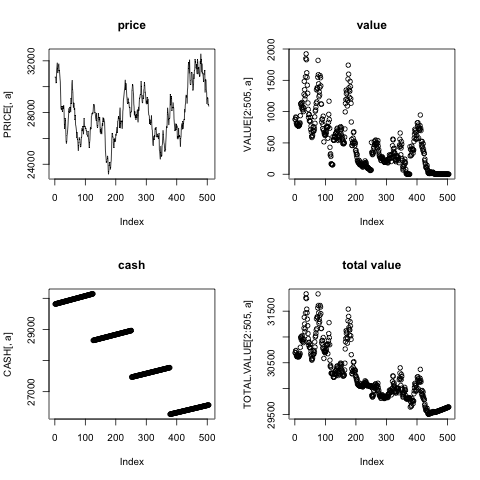 price
PRICE[, a]
24000 28000 32000
0 100 200 300 400 500
Index
value
VALUE[2:505, a]
0 500 1000 1500 2000
0 100 200 300 400 500
Index
cash
CASH[, a]
27000 29000
0 100 200 300 400 500
Index
total value
TOTAL.VALUE[2:505, a]
29500 30500 31500
0 100 200 300 400 500
Index